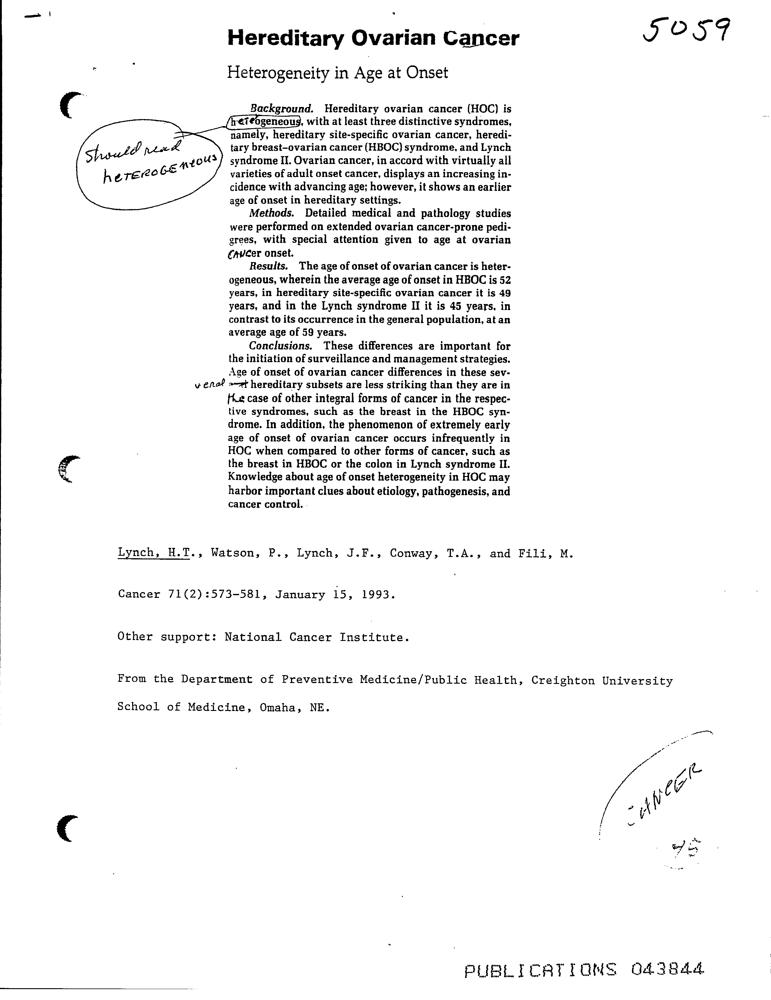 5059
Hereditary Ovarian Cancer
Heterogeneity in Age at Onset
Background. Hereditary ovarian cancer (HOC) is
heterogeneous, with at least three distinctive syndromes,
namely, hereditary site-specific ovarian cancer, heredi-
tary breast–ovarian cancer (HBOC) syndrome, and Lynch
syndrome II. Ovarian cancer, in accord with virtually all
varieties of adult onset cancer, displays an increasing in-
cidence with advancing age; however, it shows an earlier
age of onset in hereditary settings.
should read
heTEROGENEOUS
Methods. Detailed medical and pathology studies
were performed on extended ovarian cancer-prone pedi-
grees, with special attention given to age at ovarian
cancer onset.
Results. The age of onset of ovarian cancer is heter-
ogeneous, wherein the average age of onset in HBOC is 52
years, in hereditary site-specific ovarian cancer it is 49
years, and in the Lynch syndrome II it is 45 years, in
contrast to its occurrence in the general population, at an
average age of 59 years.
Conclusions. These differences are important for
the initiation of surveillance and management strategies.
Age of onset of ovarian cancer differences in these sev-
veral hereditary subsets are less striking than they are in
the case of other integral forms of cancer in the respec-
tive syndromes, such as the breast in the HBOC syn-
drome. In addition, the phenomenon of extremely early
age of onset of ovarian cancer occurs infrequently in
HOC when compared to other forms of cancer, such as
the breast in HBOC or the colon in Lynch syndrome II.
Knowledge about age of onset heterogeneity in HOC may
harbor important clues about etiology, pathogenesis, and
cancer control.
Lynch, H.T., Watson, P., Lynch, J.F., Conway, T.A., and Fili, M.
Cancer 71(2):573-581, January 15, 1993.
Other support: National Cancer Institute.
From the Department of Preventive Medicine/Public Health, Creighton University
School of Medicine, Omaha, NE.
CANCER
45
PUBLICATIONS 043844